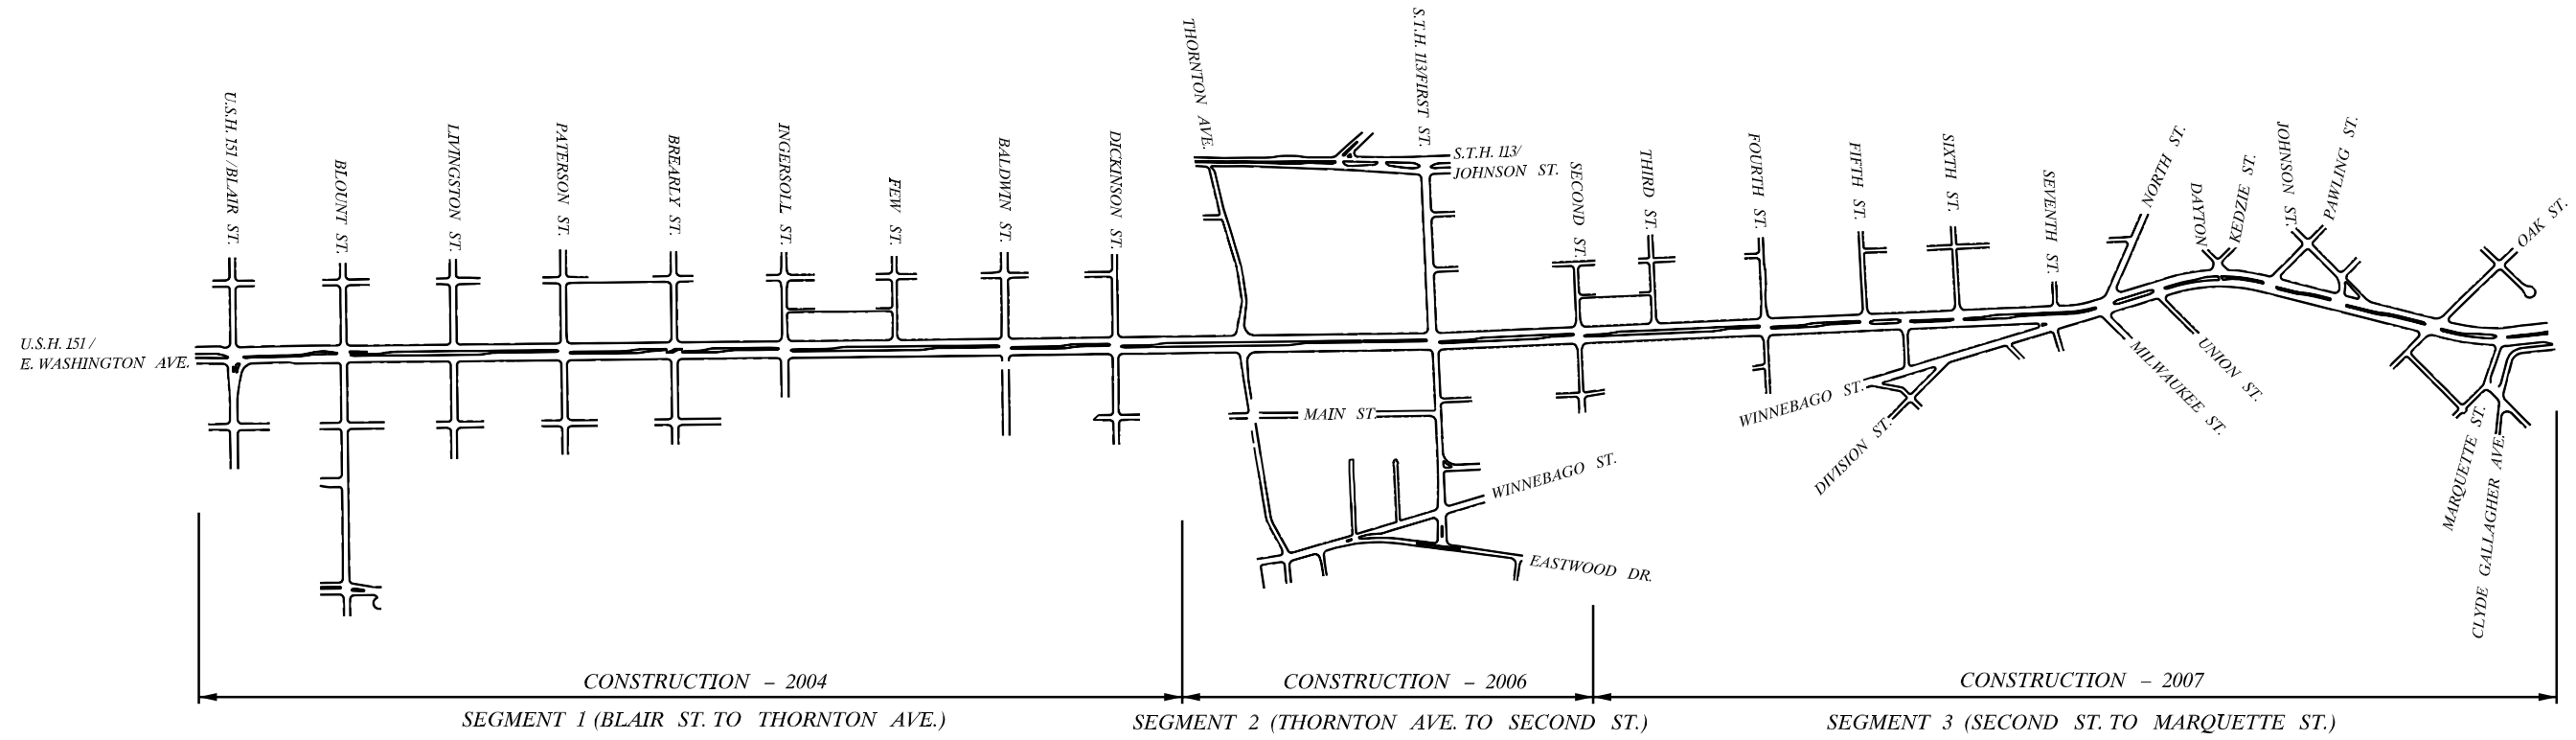 U.S.H. 151 / BLAIR ST.
BLOUNT ST.
LIVINGSTON ST.
PATERSON ST.
BREARLY ST.
INGERSOLL ST.
FEW ST.
BALDWIN ST.
DICKINSON ST.
THORNTON AVE.
S.T.H. 113/FIRST ST.
S.T.H. 113/
JOHNSON ST.
SECOND ST.
THIRD ST.
FOURTH ST.
FIFTH ST.
SIXTH ST.
SEVENTH ST.
NORTH ST.
DAYTON
KEDZIE ST.
JOHNSON ST.
PAWLING ST.
OAK ST.
U.S.H. 151 /
E. WASHINGTON AVE.
MAIN ST.
WINNEBAGO ST.
EASTWOOD DR.
WINNEBAGO ST.
DIVISION ST.
MILWAUKEE ST.
UNION ST.
MARQUETTE ST.
CLYDE GALLAGHER AVE.
CONSTRUCTION – 2004
CONSTRUCTION – 2006
CONSTRUCTION – 2007
SEGMENT 1 (BLAIR ST. TO THORNTON AVE.)
SEGMENT 2 (THORNTON AVE. TO SECOND ST.)
SEGMENT 3 (SECOND ST. TO MARQUETTE ST.)